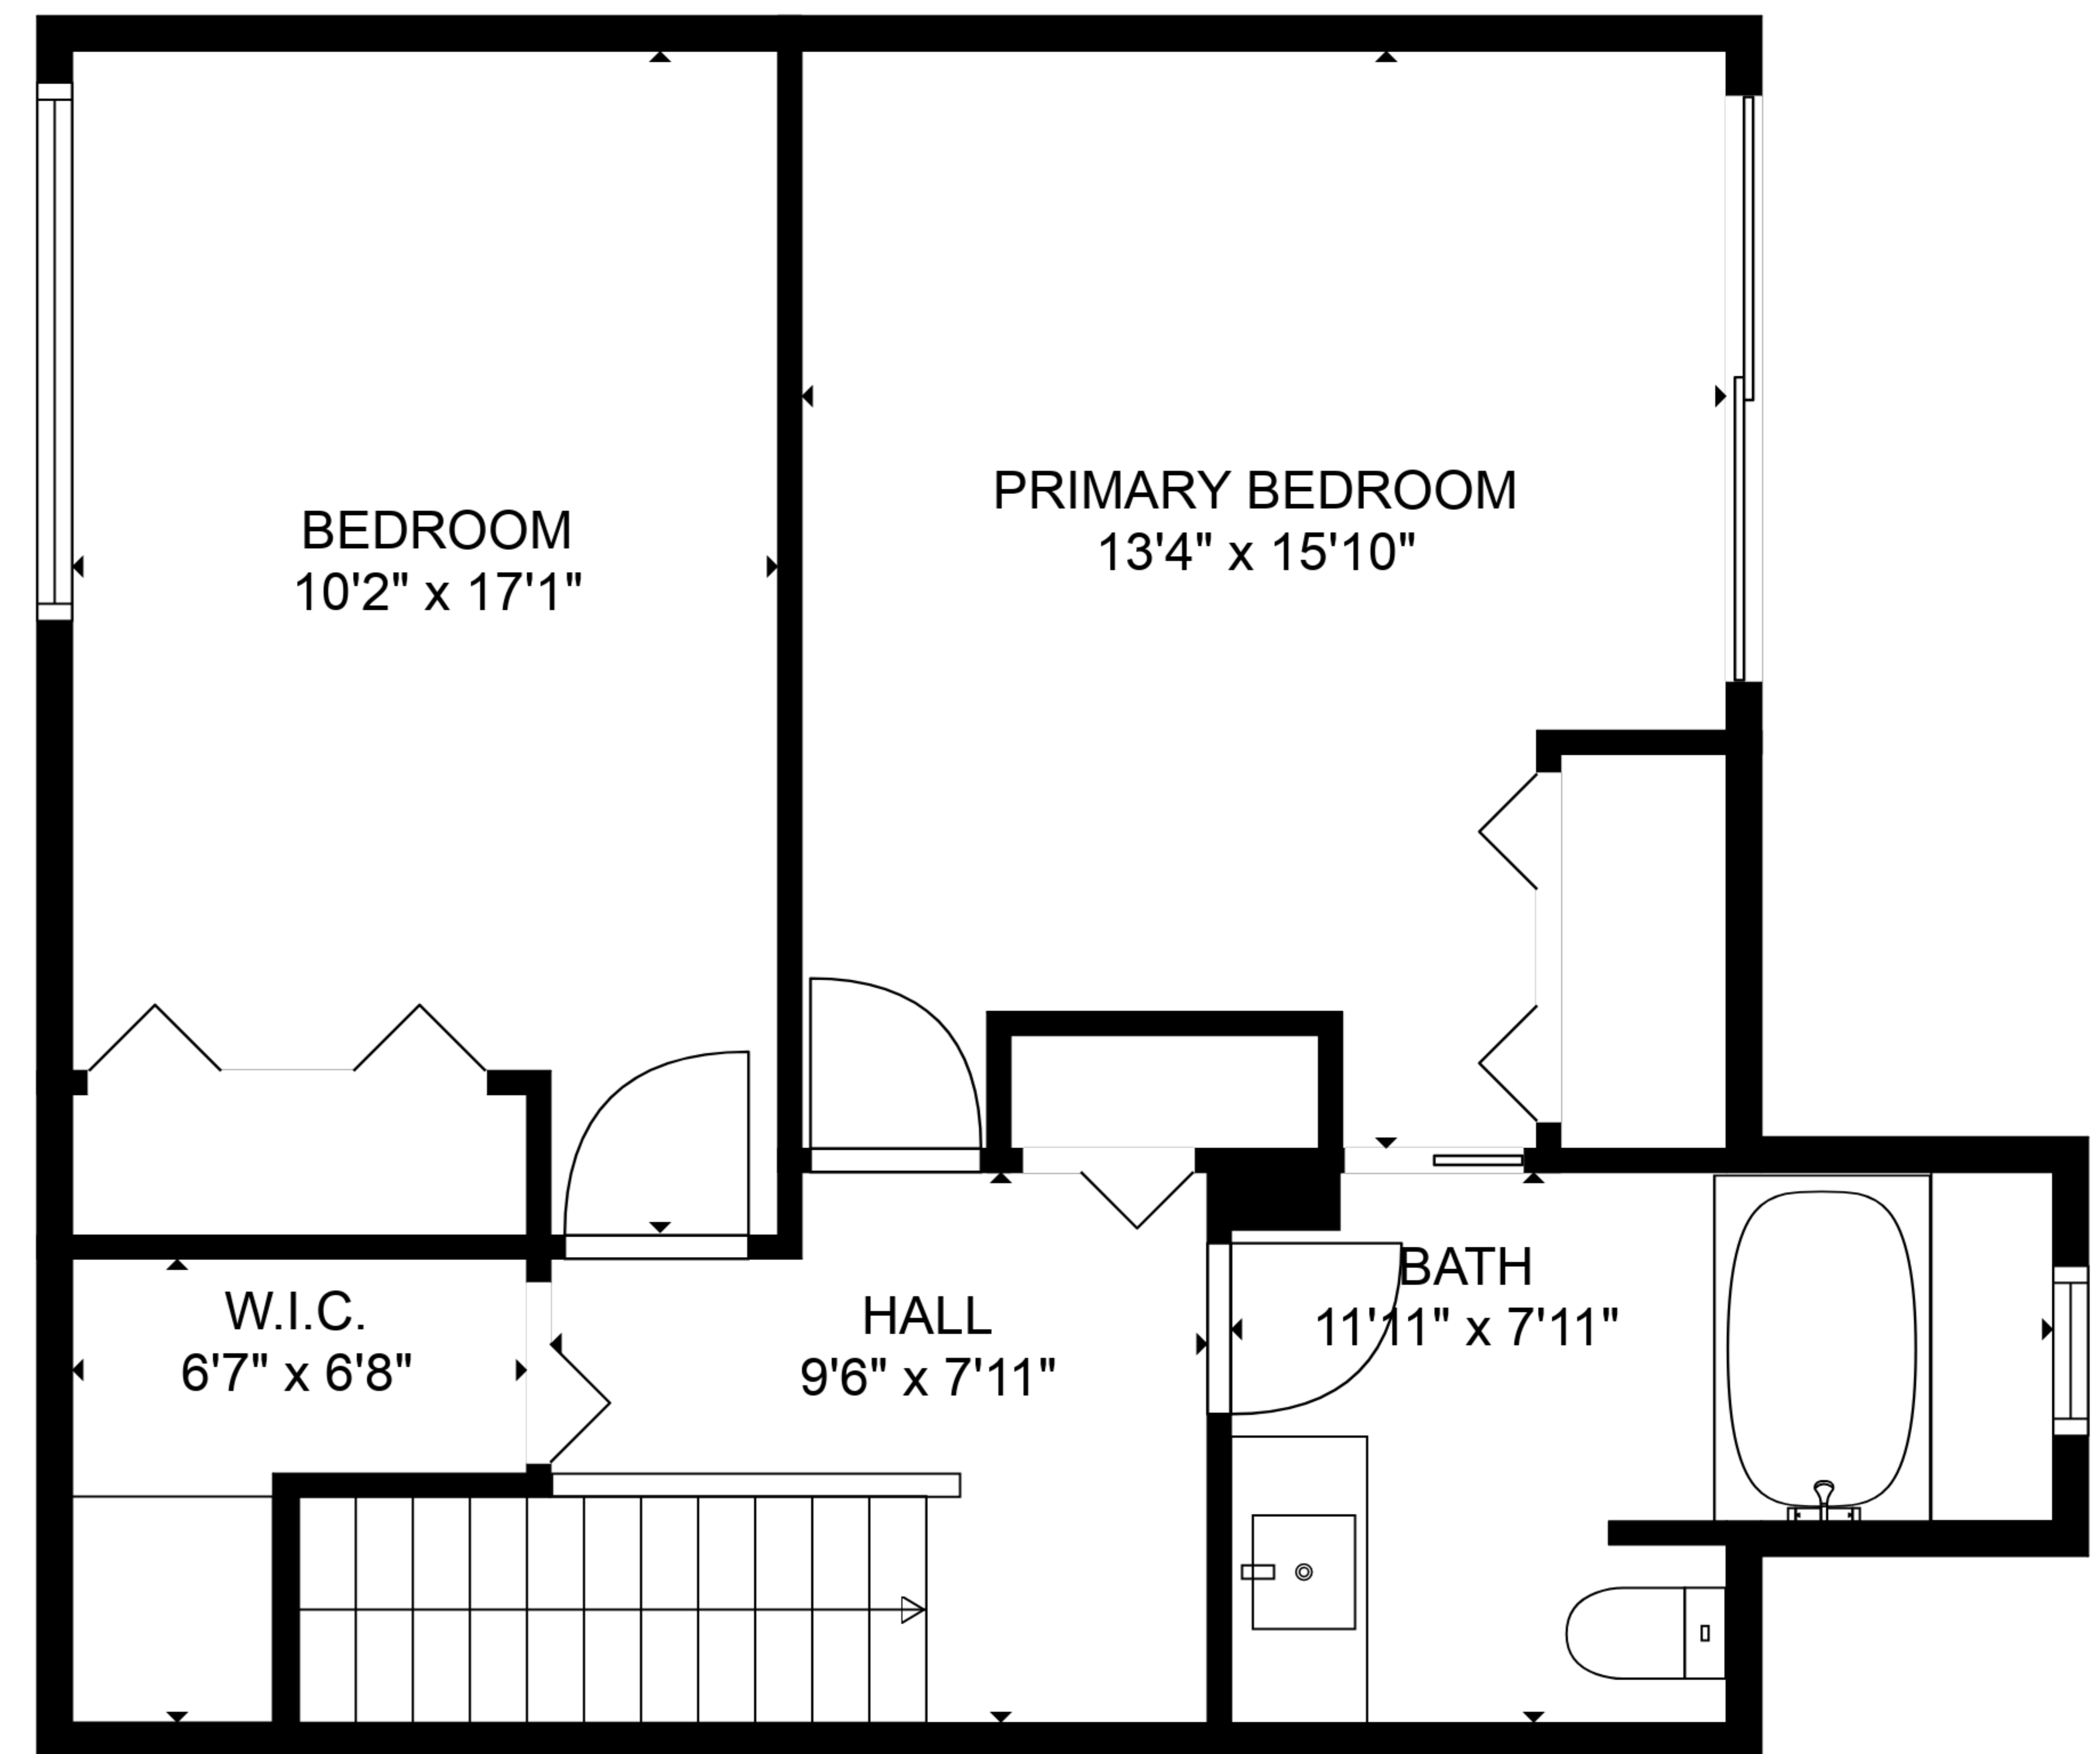 PRIMARY BEDROOM
13'4" x 15'10"
BEDROOM
10'2" x 17'1"
BATH
11'11" x 7'11"
W.I.C.
6'7" x 6'8"
HALL
9'6" x 7'11"